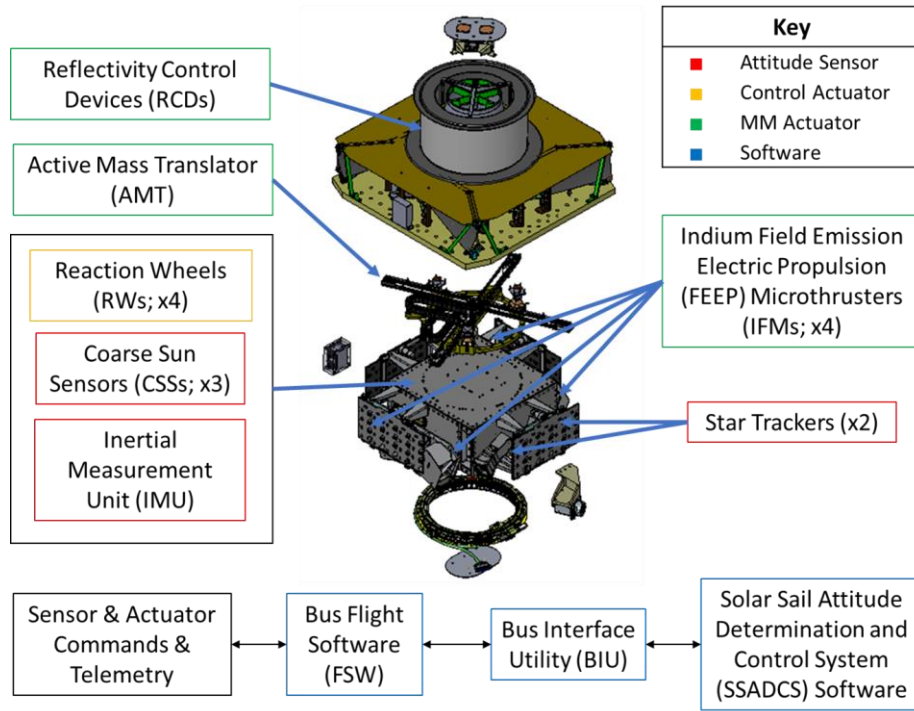 Reflectivity Control
Devices (RCDs)
Active Mass Translator
(AMT)
Reaction Wheels
(RWs; x4)
Coarse Sun
Sensors (CSSs; x3)
Inertial
Measurement
Unit (IMU)
Key
Attitude Sensor
Control Actuator
MM Actuator
Software
Indium Field Emission
Electric Propulsion
(FEEP) Microthrusters
(IFMs; x4)
Star Trackers (x2)
Sensor & Actuator
Commands &
Telemetry
Bus Flight
Software
(FSW)
Bus Interface
Utility (BIU)
Solar Sail Attitude
Determination and
Control System
(SSADCS) Software